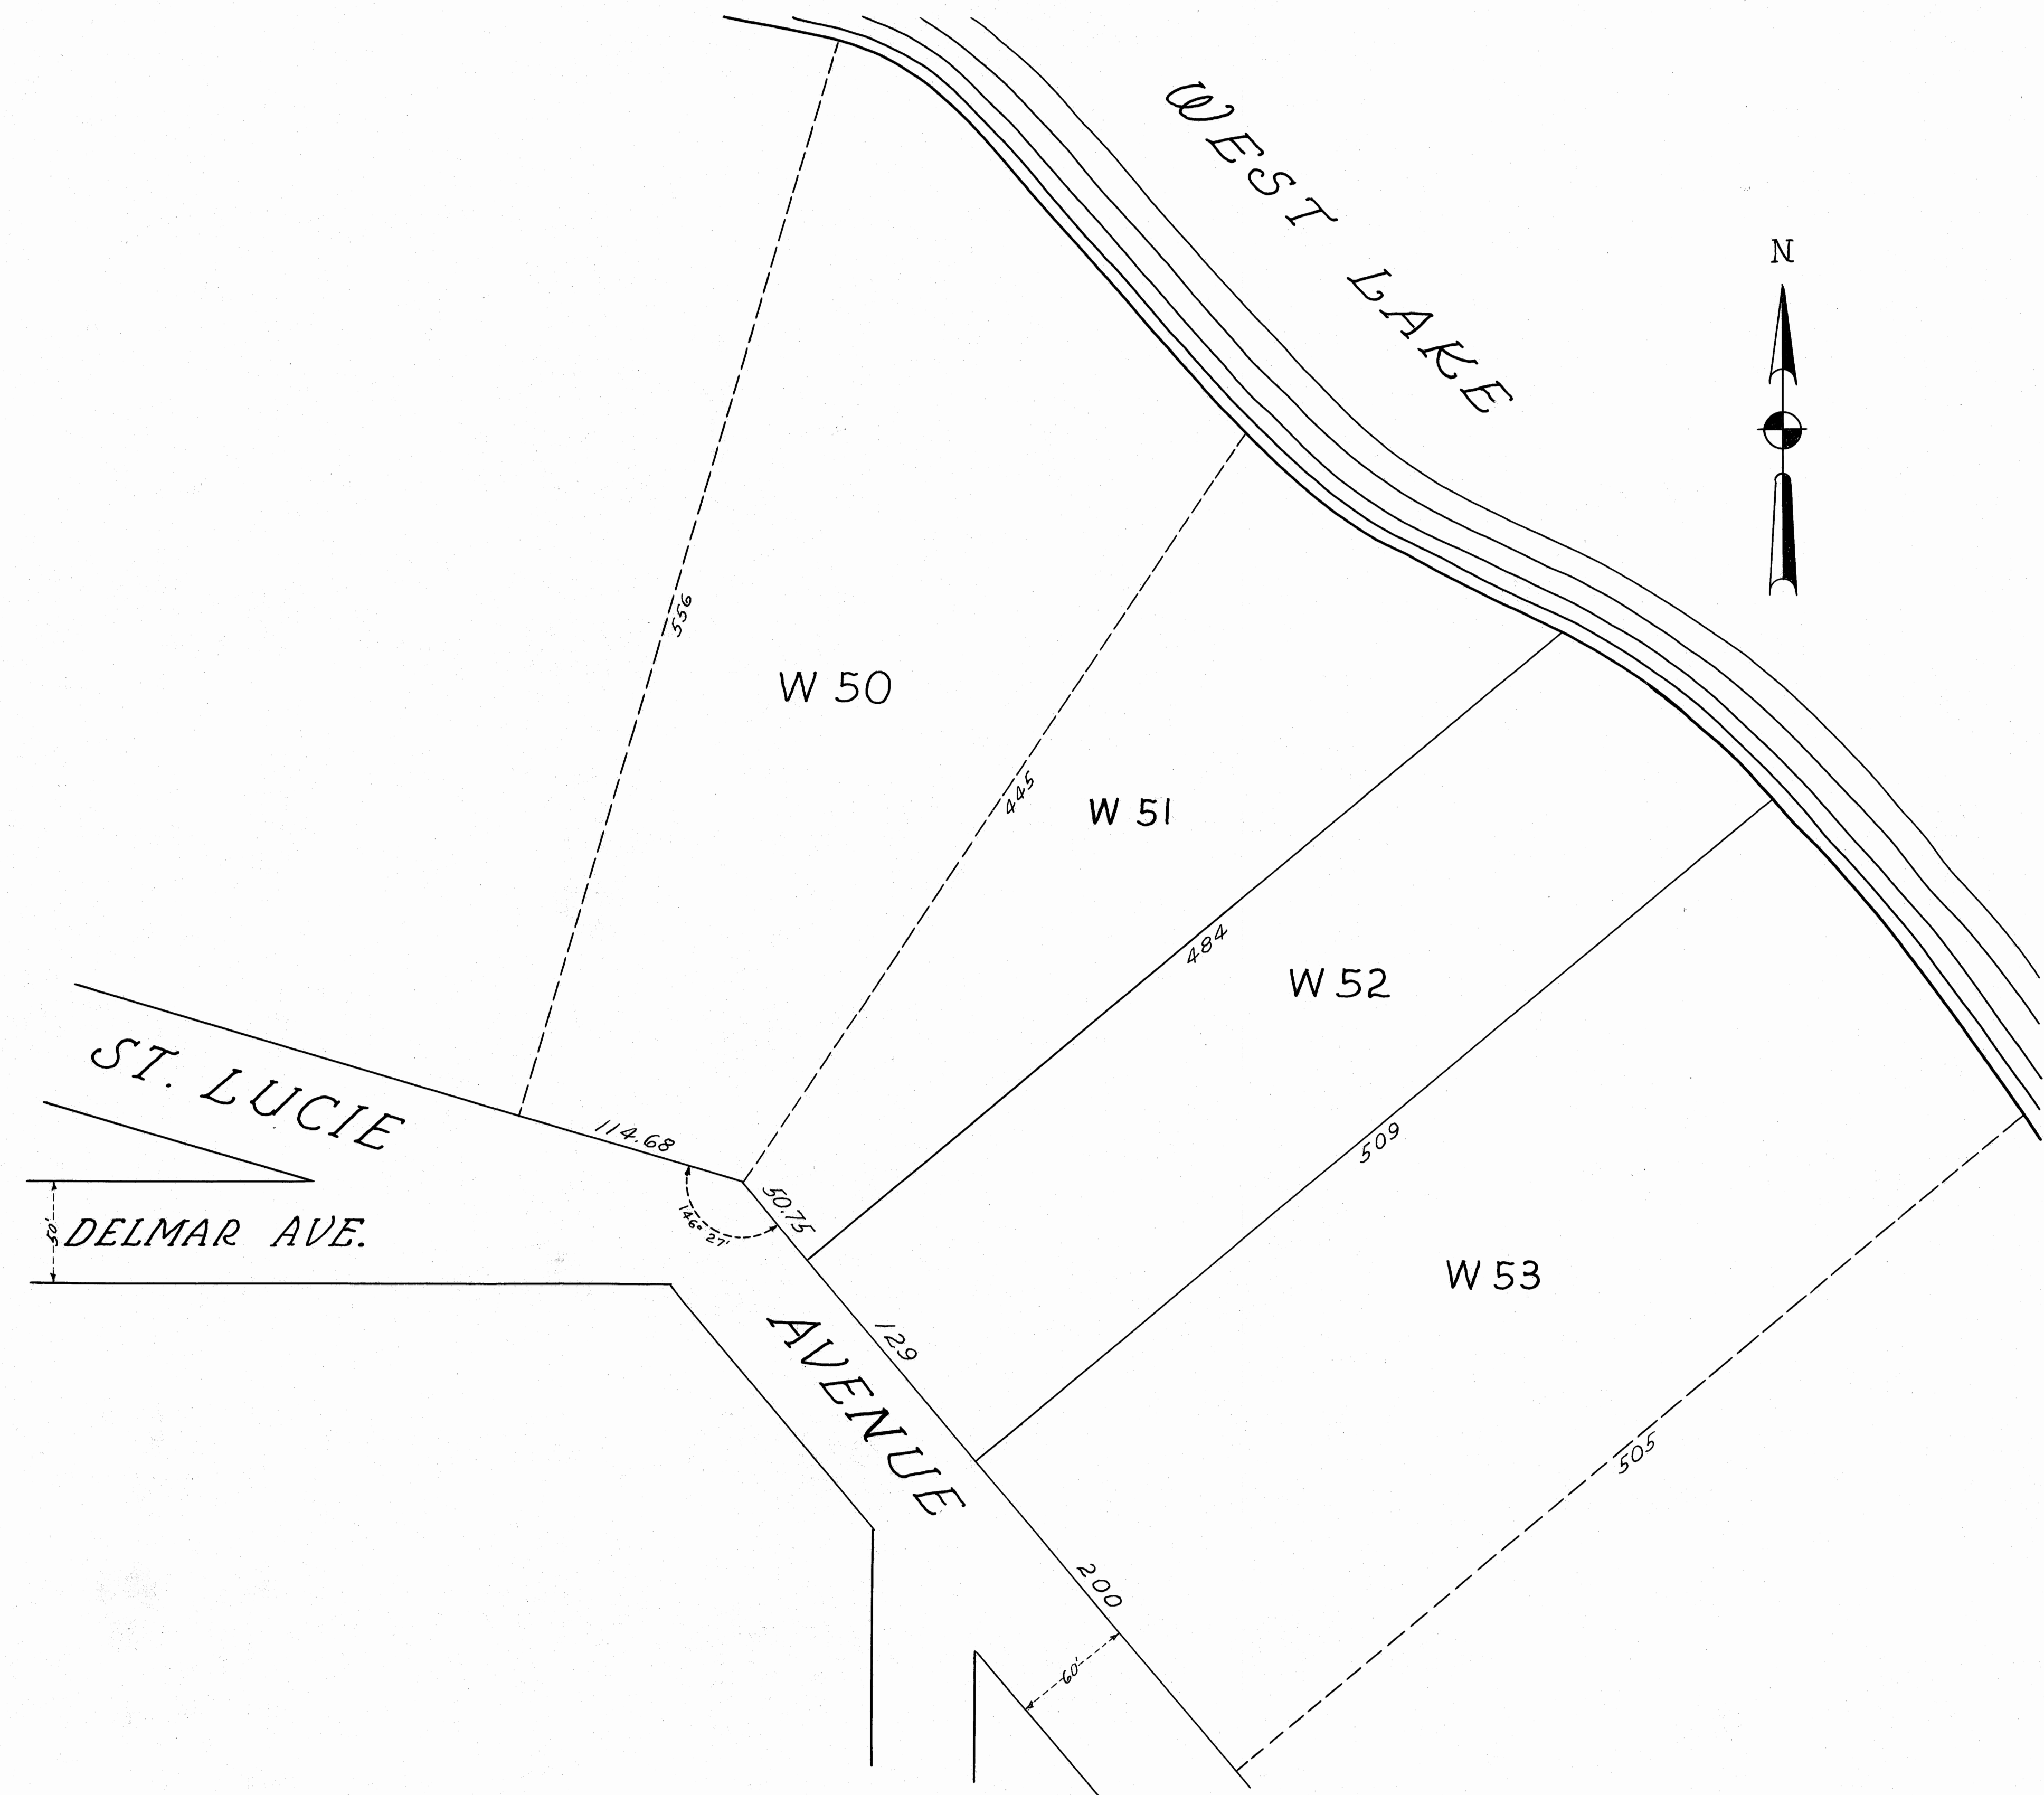 WEST LAKE
N
556
W 50
445
W 51
484
W 52
ST. LUCIE
114.68
50.75
146° 27'
50'
DELMAR AVE.
509
W 53
129
AVENUE
505
200
60'